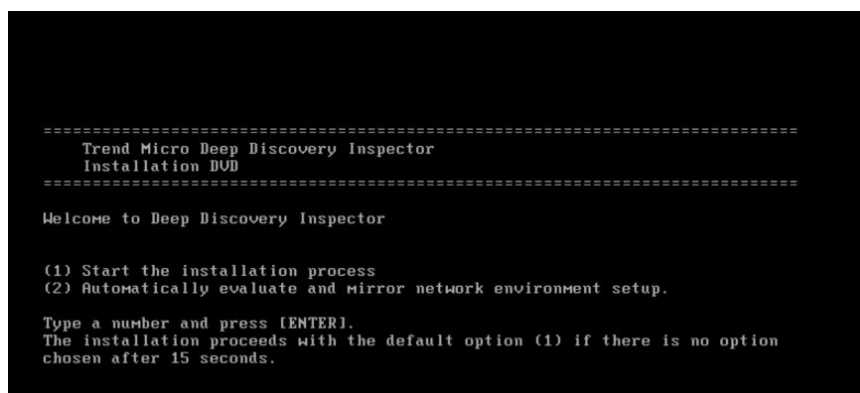 ================================================================================
Trend Micro Deep Discovery Inspector
Installation DVD
================================================================================
Welcome to Deep Discovery Inspector
(1) Start the installation process
(2) Automatically evaluate and mirror network environment setup.
Type a number and press [ENTER].
The installation proceeds with the default option (1) if there is no option
chosen after 15 seconds.